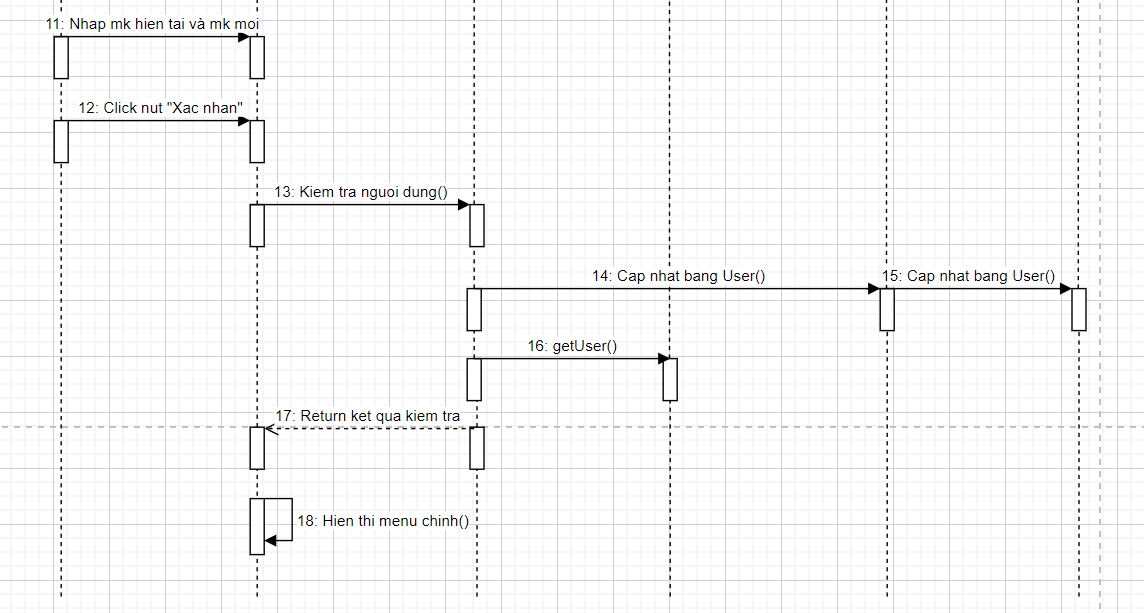 11: Nhap mk hien tai và mk moi
12: Click nut "Xac nhan"
13: Kiem tra nguoi dung()
14: Cap nhat bang User()
15: Cap nhat bang User()
16: getUser()
17: Return ket qua kiem tra
18: Hien thi menu chinh()